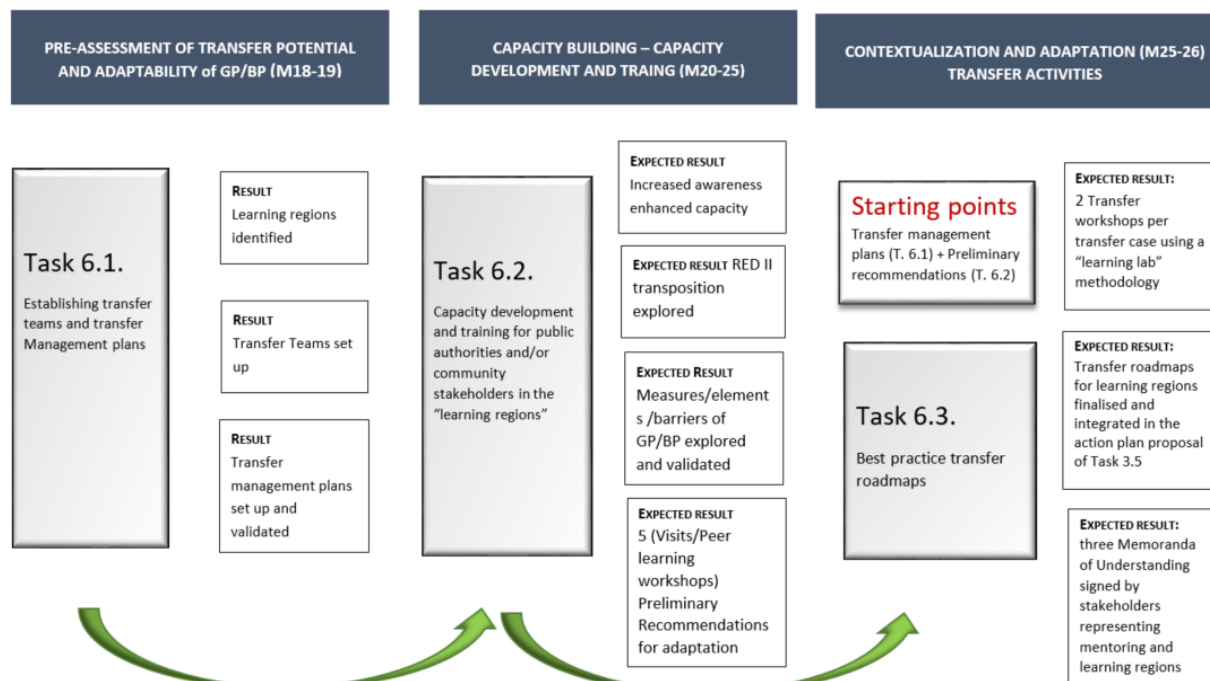 PRE-ASSESSMENT OF TRANSFER POTENTIAL
AND ADAPTABILITY of GP/BP (M18-19)
Task 6.1.
Establishing transfer
teams and transfer
Management plans
RESULT
Learning regions
identified
RESULT
Transfer Teams set
up
RESULT
Transfer
management plans
set up and
validated
CAPACITY BUILDING – CAPACITY
DEVELOPMENT AND TRAING (M20-25)
Task 6.2.
Capacity development
and training for public
authorities and/or
community
stakeholders in the
“learning regions”
EXPECTED RESULT
Increased awareness
enhanced capacity
EXPECTED RESULT RED II
transposition
explored
EXPECTED RESULT
Measures/element
s /barriers of
GP/BP explored
and validated
EXPECTED RESULT
5 (Visits/Peer
learning
workshops)
Preliminary
Recommendations
for adaptation
CONTEXTUALIZATION AND ADAPTATION (M25-26)
TRANSFER ACTIVITIES
Starting points
Transfer management
plans (T. 6.1) + Preliminary
recommendations (T. 6.2)
Task 6.3.
Best practice transfer
roadmaps
EXPECTED RESULT:
2 Transfer
workshops per
transfer case using a
“learning lab”
methodology
EXPECTED RESULT:
Transfer roadmaps
for learning regions
finalised and
integrated in the
action plan proposal
of Task 3.5
EXPECTED RESULT:
three Memoranda
of Understanding
signed by
stakeholders
representing
mentoring and
learning regions